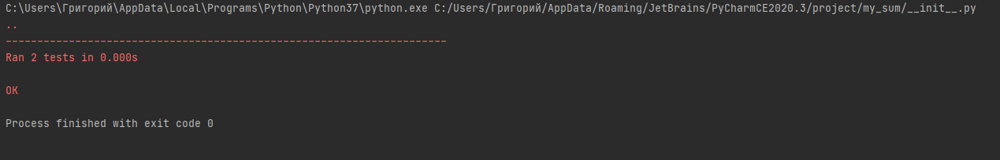 C:\Users\Григорий\AppData\Local\Programs\Python\Python37\python.exe C:/Users/Григорий/AppData/Roaming/JetBrains/PyCharmCE2020.3/project/my_sum/__init__.py
..
----------------------------------------------------------------------
Ran 2 tests in 0.000s
OK
Process finished with exit code 0